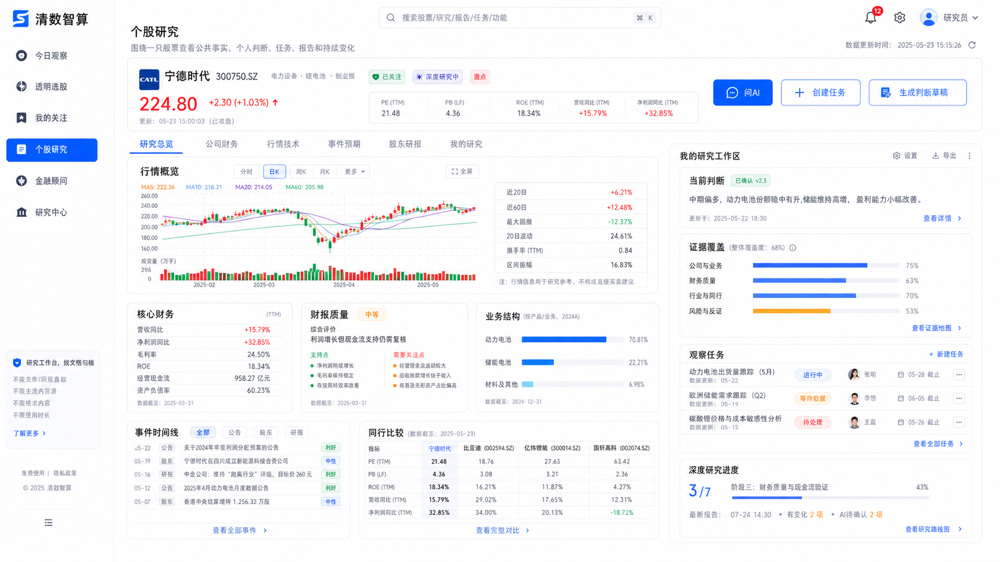 清数智算
今日观察
透明选股
我的关注
个股研究
金融顾问
研究中心
不限主流内容源
不限使用时长
了解更多 >
免费使用 | 隐私政策
© 2025 清数智算
搜索股票/研究/报告/任务/功能
⌘ K
12
研究员
个股研究
围绕一只股票查看公共事实、个人判断、任务、报告和持续变化
数据更新时间: 2025-05-23 15:15:26
CATL
宁德时代 300750.SZ
电力设备 · 锂电池 · 创业板
已关注
深度研究中
重点
224.80 +2.30 (+1.03%)
更新: 05-23 15:00:03 (已收盘)
PE (TTM) PB (LF) ROE (TTM) 营收同比 (TTM) 净利润同比 (TTM)
21.48 4.36 18.34% +15.79% +32.85%
问AI
创建任务
生成判断草稿
研究总览 公司财务 行情技术 事件预期 股东研报 我的研究
行情概览
分时 日K 周K 月K 更多
全屏
MA5: 222.36 MA10: 218.21 MA20: 214.05 MA60: 205.98
260.00
240.00
220.00
200.00
180.00
160.00
成交量 (万手)
286
0
2025-02 2025-03 2025-04 2025-05
近20日 +6.21%
近60日 +12.48%
最大回撤 -12.37%
20日波动 24.61%
换手率 (TTM) 0.84
区间振幅 16.83%
注: 行情信息用于研究参考, 不构成直接买卖建议
核心财务 (TTM)
营收同比 +15.79%
净利润同比 +32.85%
毛利率 24.50%
ROE 18.34%
经营现金流 958.27 亿元
资产负债率 60.23%
数据截至: 2025-03-31
财报质量 中等
综合评价
利润增长但现金流支持仍需复核
支持点
净利润持续增长
毛利率保持稳定
存货周转效率改善
需要关注点
经营现金流波动较大
应收账款增长快于收入
商誉及无形资产占比偏高
数据截至: 2025-03-31
业务结构 (按产品/业务, 2024A)
动力电池 70.81%
储能电池 22.21%
材料及其他 6.98%
数据截至: 2024-12-31
事件时间线 全部 公告 股东 研报
05-22 公告 利好
05-19 股东 宁德时代在四川成立新能源科技合资公司 中性
05-16 研报 中金公司: 维持“跑赢行业”评级, 目标价 260 元 利好
05-12 公告 2025年4月动力电池月度数据公告 利好
05-07 股东 香港中央结算增持 1,256.32 万股 中性
查看全部事件 >
同行比较 (数据截至: 2025-05-23)
指标 宁德时代 比亚迪 (002594.SZ) 亿纬锂能 (300014.SZ) 国轩高科 (002074.SZ)
PE (TTM) 21.48 18.76 27.63 63.42
PB (LF) 4.36 3.08 3.21 2.36
ROE (TTM) 18.34% 16.21% 11.87% 4.27%
营收同比 (TTM) 15.79% 29.02% 17.65% 12.31%
净利润同比 (TTM) 32.85% 34.00% 20.13% -18.72%
查看完整对比 >
我的研究工作区
设置 导出
当前判断 已确认 v2.3
中期偏多, 动力电池份额稳中有升,储能维持高增, 盈利能力小幅改善。
更新于: 2025-05-22 18:30
查看详情 >
证据覆盖 (整体覆盖度: 68%)
公司与业务 75%
财务质量 63%
行业与同行 70%
风险与反证 53%
查看证据地图 >
观察任务 + 新建任务
动力电池出货量跟踪 (5月) 进行中 张明 05-28 截止
数据更新: 05-22
欧洲储能需求跟踪 (Q2) 等待数据 李想 06-05 截止
数据更新: 05-19
碳酸锂价格与成本敏感性分析 待处理 王磊 05-26 截止
数据更新: 05-15
查看全部任务 >
深度研究进度
3/7 阶段三: 财务质量与现金流验证 43%
最新报告: 07-24 14:30 • 有变化 2 项 • AI待确认 2 项
查看研究路线图 >